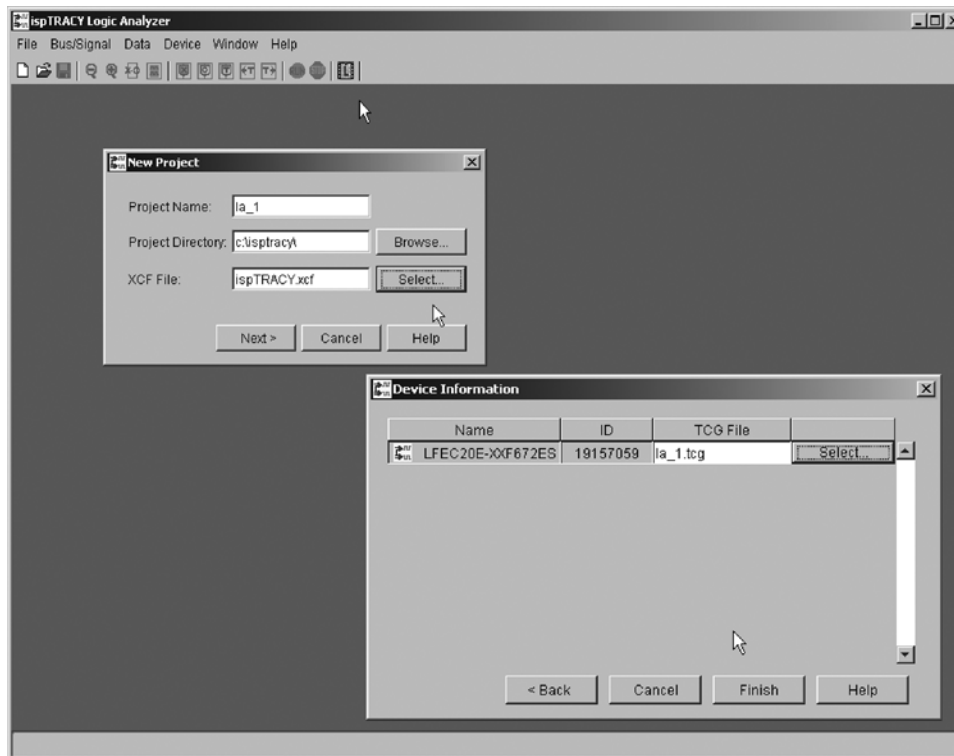 ispTRACY Logic Analyzer
File Bus/Signal Data Device Window Help
New Project
Project Name: la_1
Project Directory: c:\isptracy\ Browse...
XCF File: ispTRACY.xcf Select...
Next > Cancel Help
Device Information
Name ID TCG File
LFEC20E-XXF672ES 19157059 la_1.tcg Select...
< Back Cancel Finish Help